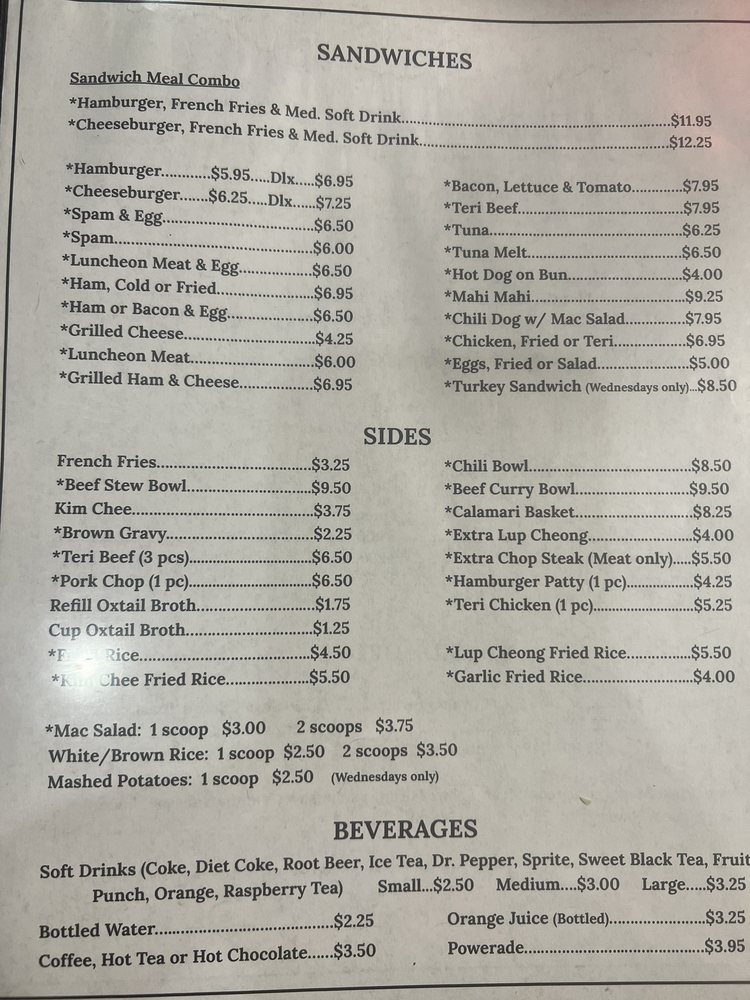 SANDWICHES
Sandwich Meal Combo
*Hamburger, French Fries & Med. Soft Drink...$11.95
*Cheeseburger, French Fries & Med. Soft Drink...$12.25
*Hamburger............$5.95.....Dlx.....$6.95
*Cheeseburger.......$6.25.....Dlx......$7.25
*Spam & Egg...$6.50
*Spam...$6.00
*Luncheon Meat & Egg...$6.50
*Ham, Cold or Fried...$6.95
*Ham or Bacon & Egg...$6.50
*Grilled Cheese...$4.25
*Luncheon Meat...$6.00
*Grilled Ham & Cheese...$6.95
*Bacon, Lettuce & Tomato...$7.95
*Teri Beef...$7.95
*Tuna...$6.25
*Tuna Melt...$6.50
*Hot Dog on Bun...$4.00
*Mahi Mahi...$9.25
*Chili Dog w/ Mac Salad...$7.95
*Chicken, Fried or Teri...$6.95
*Eggs, Fried or Salad...$5.00
*Turkey Sandwich (Wednesdays only)...$8.50
SIDES
French Fries...$3.25
*Beef Stew Bowl...$9.50
Kim Chee...$3.75
*Brown Gravy...$2.25
*Teri Beef (3 pcs)...$6.50
*Pork Chop (1 pc)...$6.50
Refill Oxtail Broth...$1.75
Cup Oxtail Broth...$1.25
Rice...$4.50
Chee Fried Rice...$5.50
*Chili Bowl...$8.50
*Beef Curry Bowl...$9.50
*Calamari Basket...$8.25
*Extra Lup Cheong...$4.00
*Extra Chop Steak (Meat only).....$5.50
*Hamburger Patty (1 pc)...$4.25
*Teri Chicken (1 pc)...$5.25
*Lup Cheong Fried Rice...$5.50
*Garlic Fried Rice...$4.00
*Mac Salad: 1 scoop $3.00 2 scoops $3.75
White/Brown Rice: 1 scoop $2.50 2 scoops $3.50
Mashed Potatoes: 1 scoop $2.50 (Wednesdays only)
BEVERAGES
Soft Drinks (Coke, Diet Coke, Root Beer, Ice Tea, Dr. Pepper, Sprite, Sweet Black Tea, Fruit
Punch, Orange, Raspberry Tea) Small...$2.50 Medium....$3.00 Large.....$3.25
Bottled Water...$2.25
Coffee, Hot Tea or Hot Chocolate......$3.50
Orange Juice (Bottled)...$3.25
Powerade...$3.95